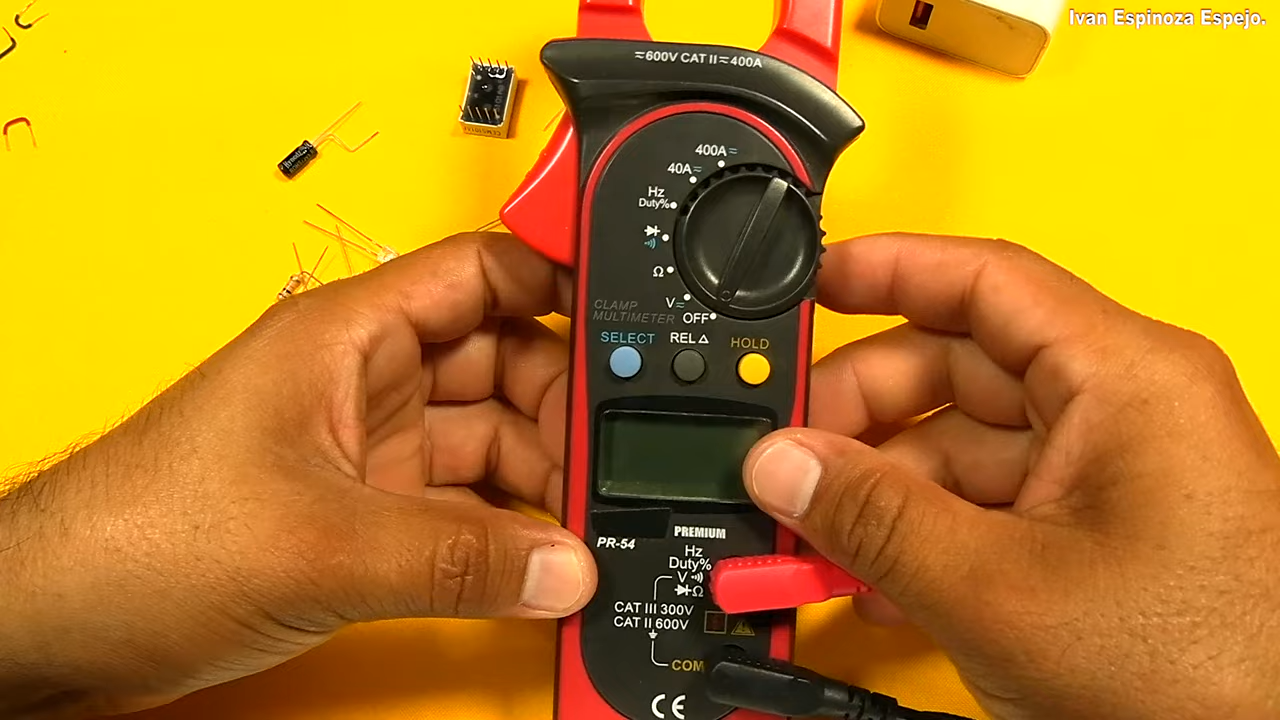 Ivan Espinoza Espejo.
≂600V CAT II ≂400A
400A≂
40A≂
Hz
Duty%
Ω
V≂
OFF
CLAMP
MULTIMETER
SELECT REL△ HOLD
PREMIUM
PR-54
Hz
Duty%
V
Ω
CAT III 300V
CAT II 600V
COM
CE